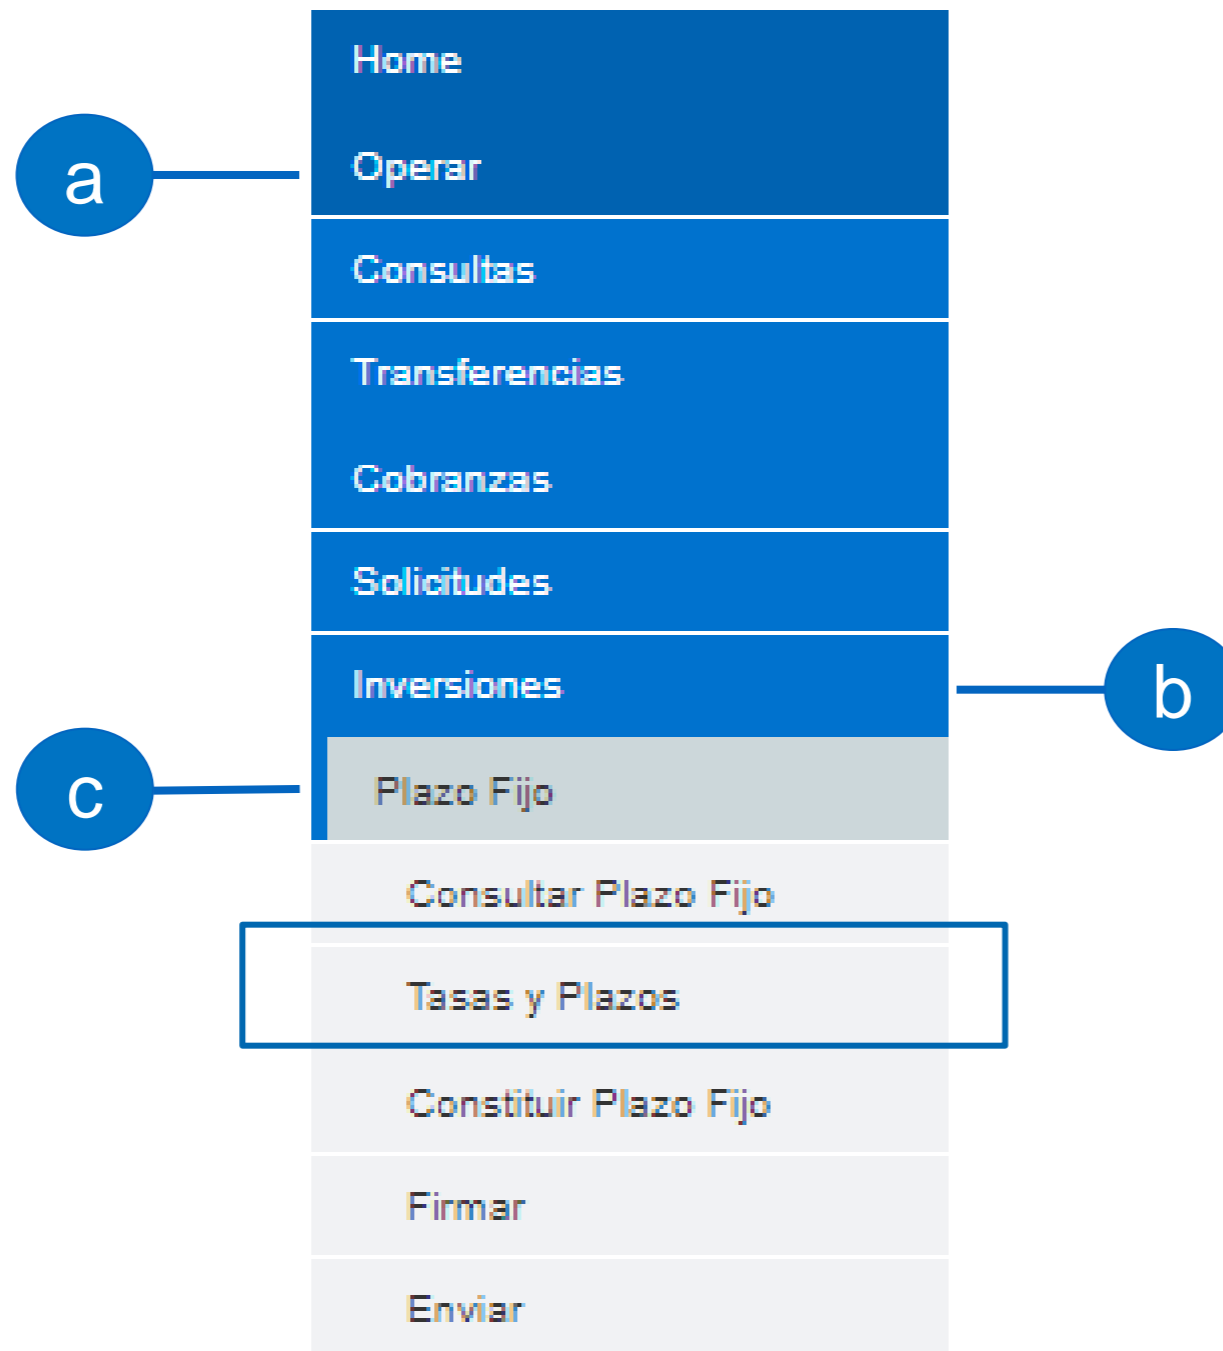 Home
a
Operar
Consultas
Transferencias
Cobranzas
Solicitudes
Inversiones
b
c
Plazo Fijo
Consultar Plazo Fijo
Tasas y Plazos
Constituir Plazo Fijo
Firmar
Enviar